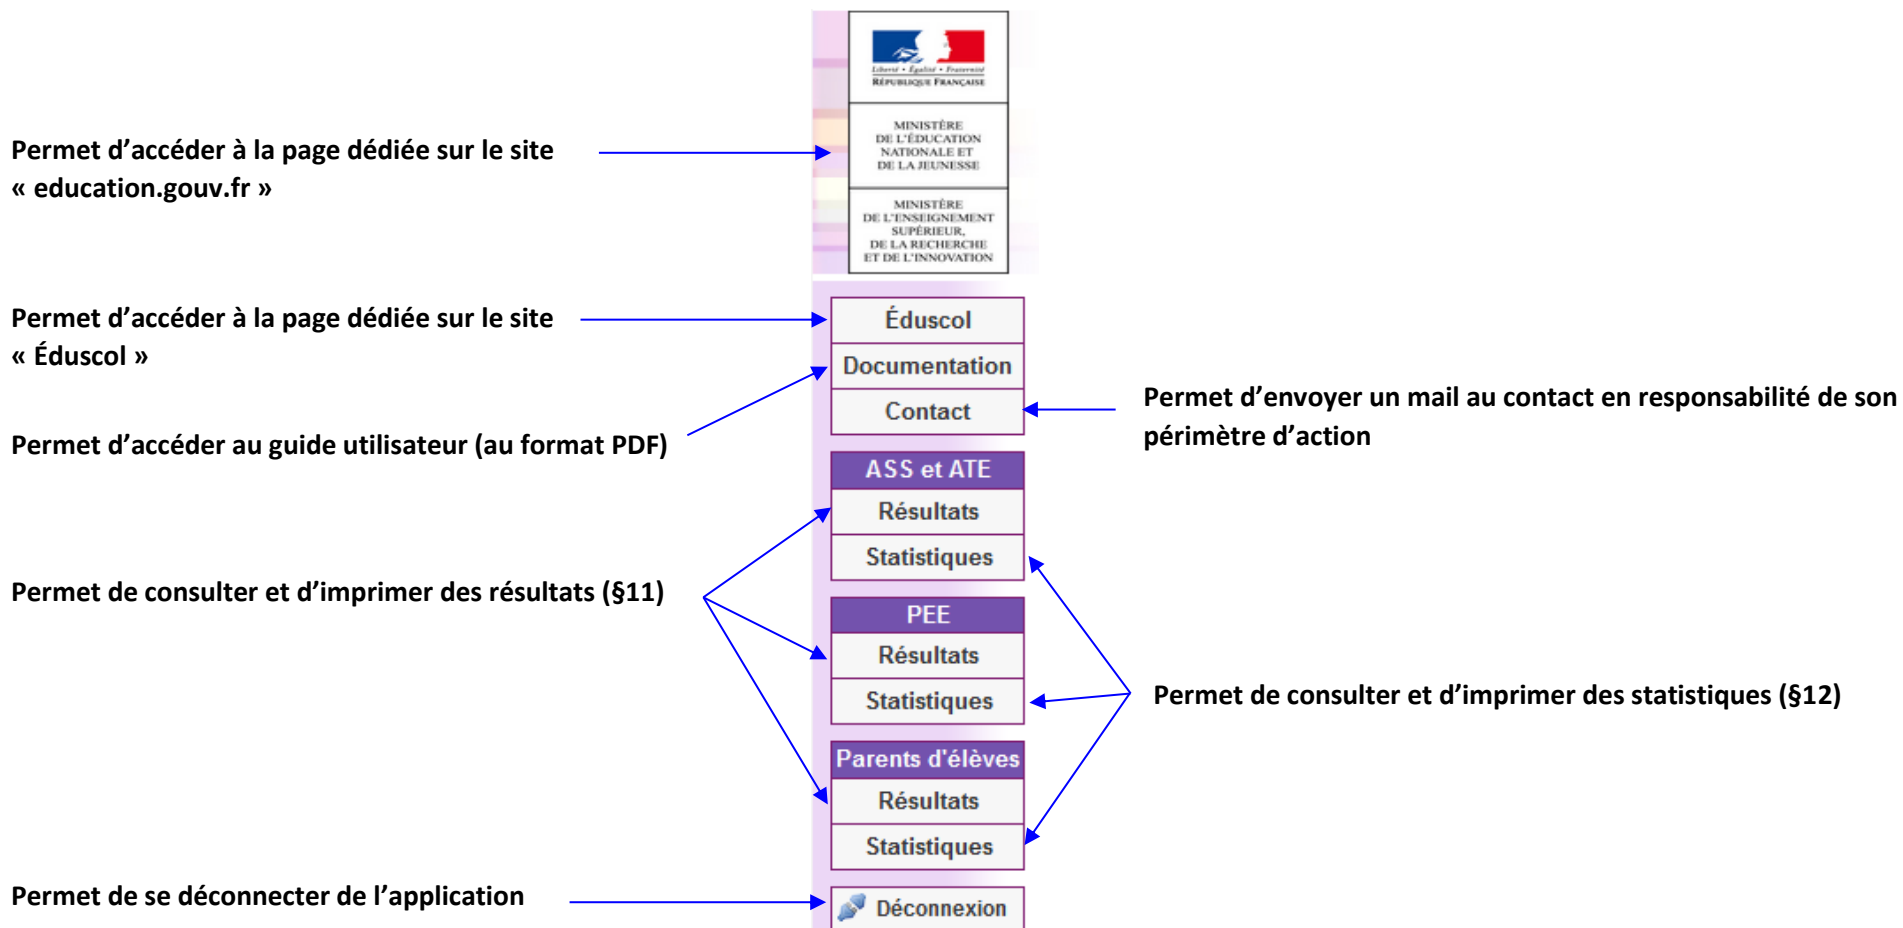 Liberté • Égalité • Fraternité
RÉPUBLIQUE FRANÇAISE
MINISTÈRE
DE L'ÉDUCATION
NATIONALE ET
DE LA JEUNESSE
MINISTÈRE
DE L'ENSEIGNEMENT
SUPÉRIEUR,
DE LA RECHERCHE
ET DE L'INNOVATION
Permet d'accéder à la page dédiée sur le site
« education.gouv.fr »
Permet d'accéder à la page dédiée sur le site
« Éduscol »
Permet d'accéder au guide utilisateur (au format PDF)
Éduscol
Documentation
Contact
Permet d'envoyer un mail au contact en responsabilité de son
périmètre d'action
ASS et ATE
Résultats
Statistiques
Permet de consulter et d'imprimer des résultats (§11)
PEE
Résultats
Statistiques
Permet de consulter et d'imprimer des statistiques (§12)
Parents d'élèves
Résultats
Statistiques
Permet de se déconnecter de l'application
Déconnexion